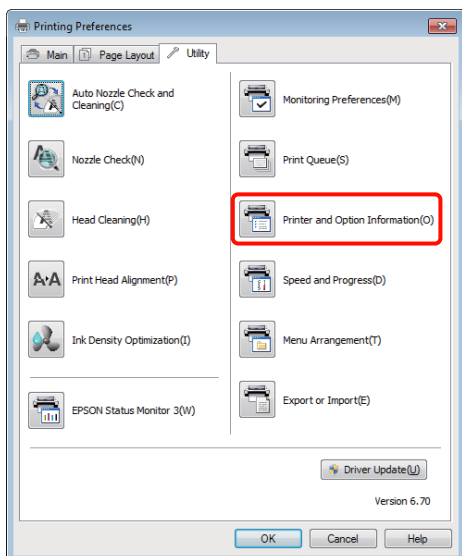 Printing Preferences
Main
Page Layout
Utility
Auto Nozzle Check and
Cleaning(C)
Monitoring Preferences(M)
Nozzle Check(N)
Print Queue(S)
Head Cleaning(H)
Printer and Option Information(O)
Print Head Alignment(P)
Speed and Progress(D)
Ink Density Optimization(I)
Menu Arrangement(T)
EPSON Status Monitor 3(W)
Export or Import(E)
Driver Update(U)
Version 6.70
OK
Cancel
Help